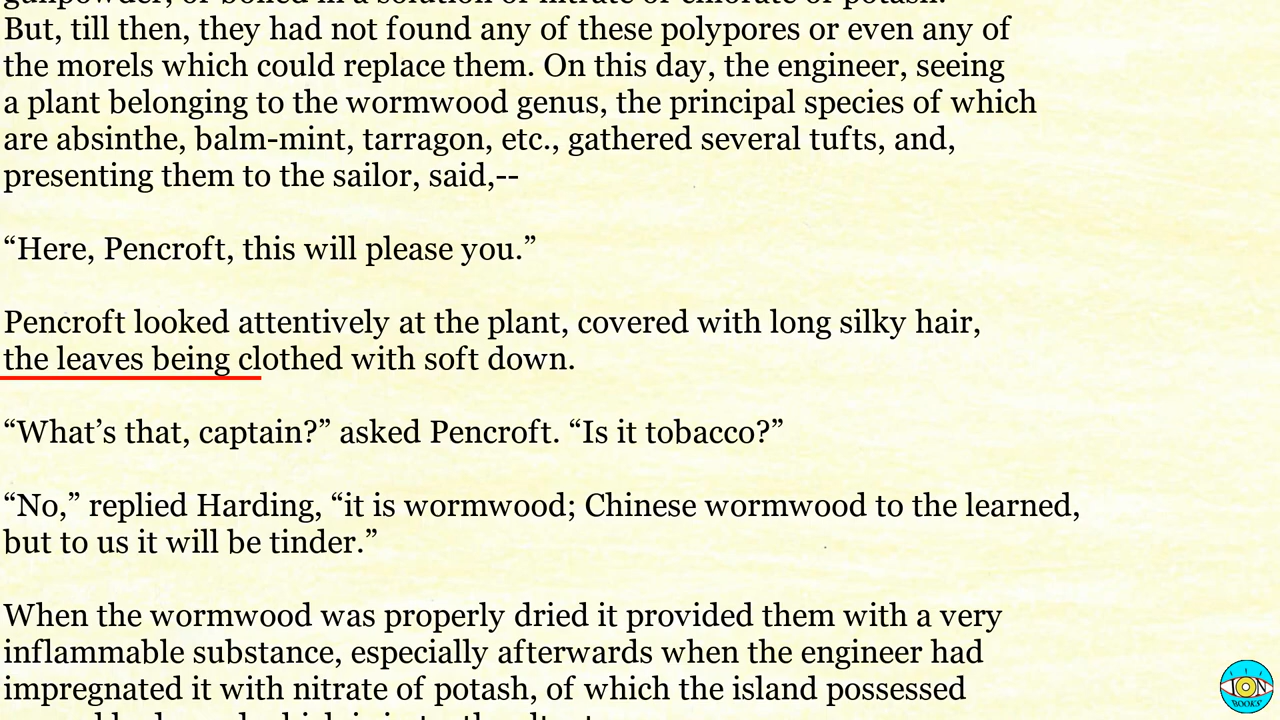 But, till then, they had not found any of these polypores or even any of
the morels which could replace them. On this day, the engineer, seeing
a plant belonging to the wormwood genus, the principal species of which
are absinthe, balm-mint, tarragon, etc., gathered several tufts, and,
presenting them to the sailor, said,--
“Here, Pencroft, this will please you.”
Pencroft looked attentively at the plant, covered with long silky hair,
the leaves being clothed with soft down.
“What’s that, captain?” asked Pencroft. “Is it tobacco?”
“No,” replied Harding, “it is wormwood; Chinese wormwood to the learned,
but to us it will be tinder.”
When the wormwood was properly dried it provided them with a very
inflammable substance, especially afterwards when the engineer had
impregnated it with nitrate of potash, of which the island possessed
ION
BOOKS